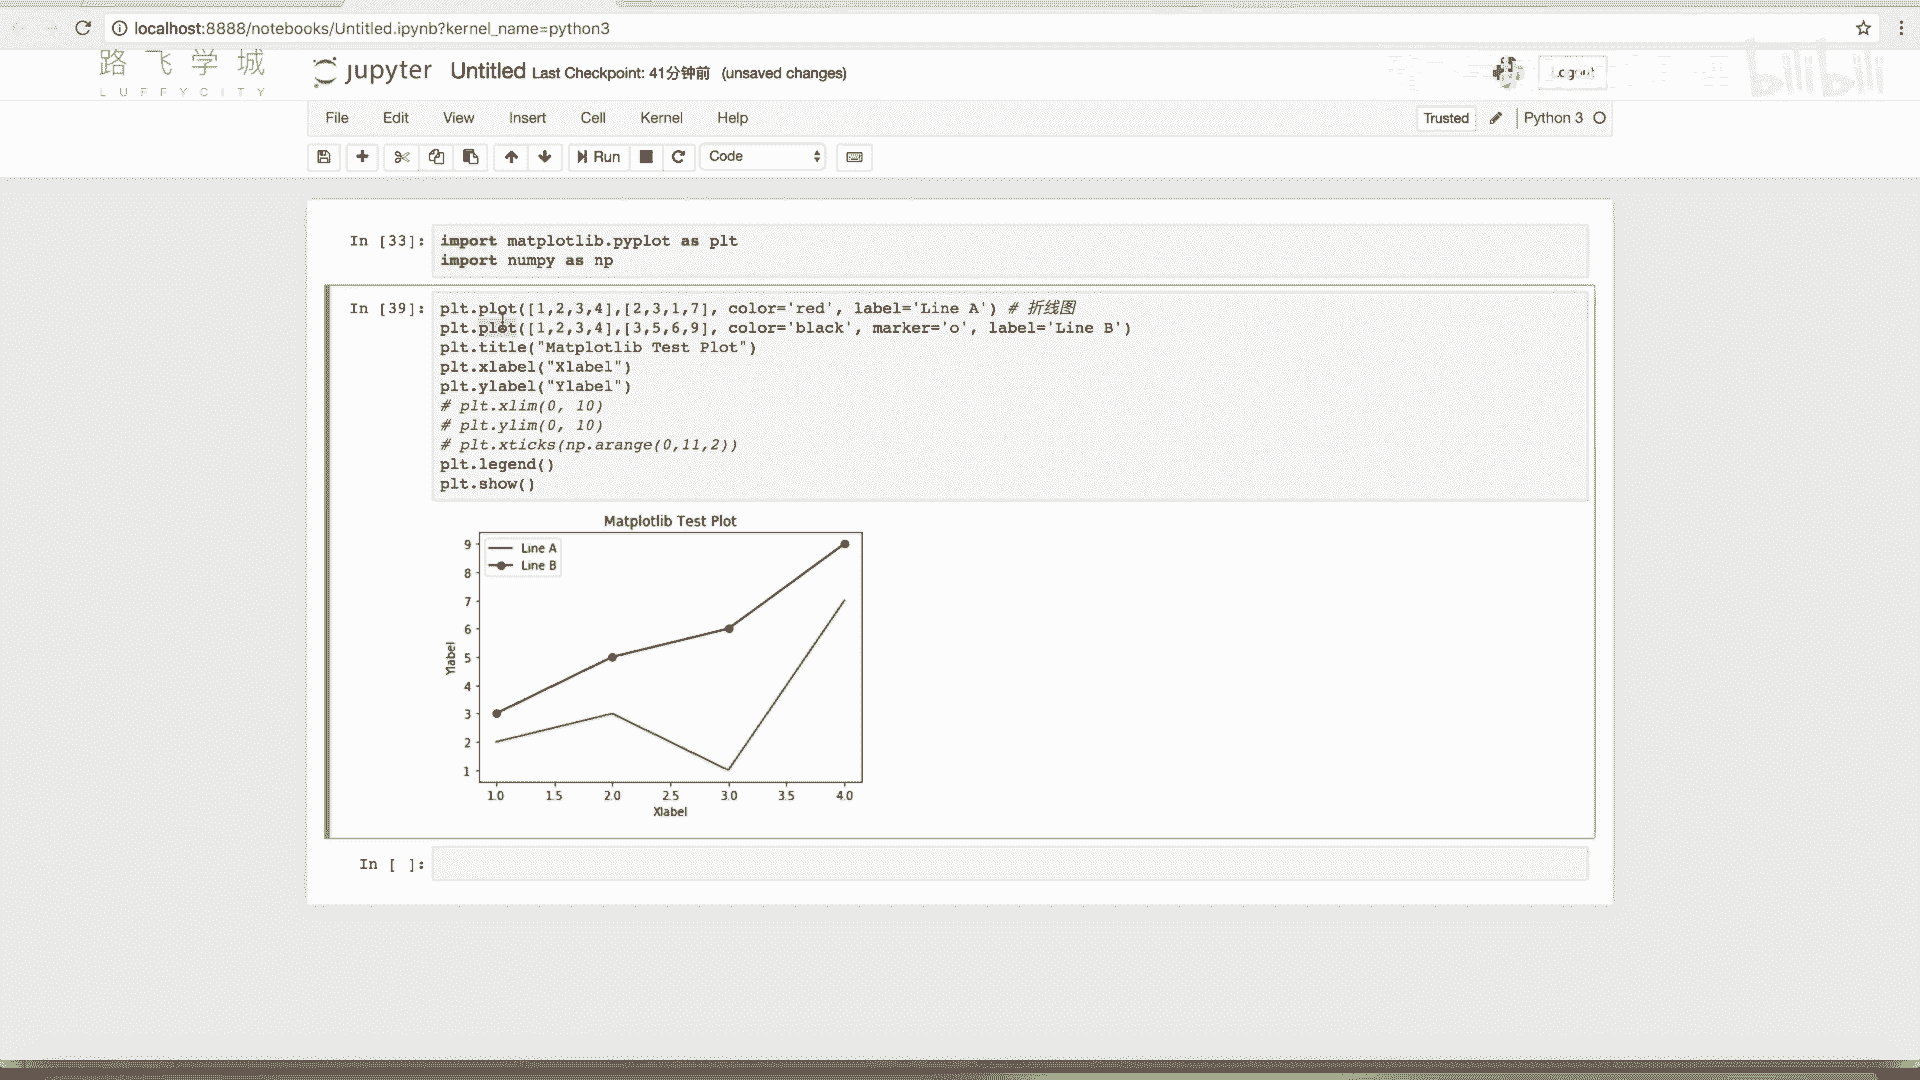 localhost:8888/notebooks/Untitled.ipynb?kernel_name=python3
路飞学城
LUFFYCITY
jupyter Untitled Last Checkpoint: 41分钟前 (unsaved changes)
Logout
bilibili
File Edit View Insert Cell Kernel Help
Trusted Python 3
Run Code
In [33]: import matplotlib.pyplot as plt
import numpy as np
In [39]: plt.plot([1,2,3,4],[2,3,1,7], color='red', label='Line A') # 折线图
plt.plot([1,2,3,4],[3,5,6,9], color='black', marker='o', label='Line B')
plt.title("Matplotlib Test Plot")
plt.xlabel("Xlabel")
plt.ylabel("Ylabel")
# plt.xlim(0, 10)
# plt.ylim(0, 10)
# plt.xticks(np.arange(0,11,2))
plt.legend()
plt.show()
Matplotlib Test Plot
Line A
Line B
9
8
7
6
5
4
3
2
1
Ylabel
1.0 1.5 2.0 2.5 3.0 3.5 4.0
Xlabel
In [ ]: